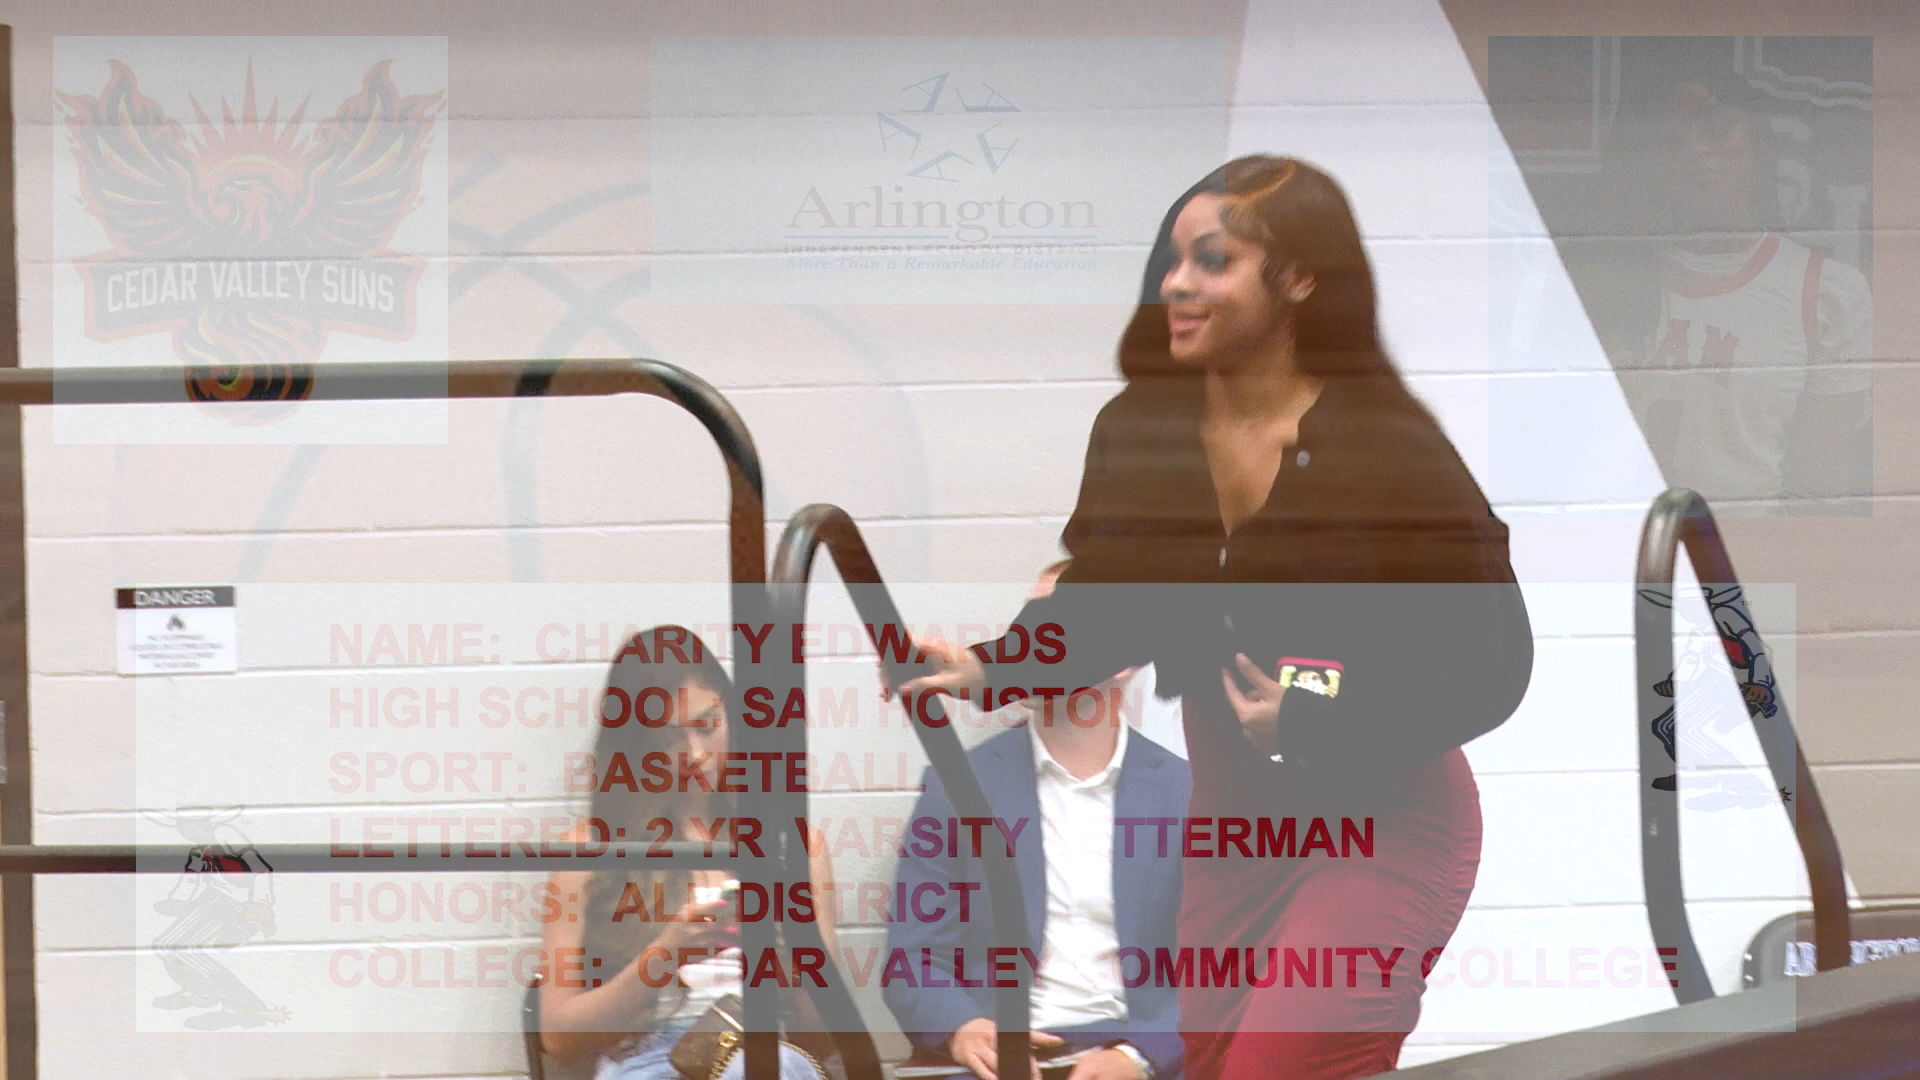 CEDAR VALLEY SUNS
Arlington
INDEPENDENT SCHOOL DISTRICT
More Than a Remarkable Education
AM
DANGER
NAME: CHARITY EDWARDS
HIGH SCHOOL: SAM HOUSTON
SPORT: BASKETBALL
LETTERED: 2 YR VARSITY LETTERMAN
HONORS: ALL DISTRICT
COLLEGE: CEDAR VALLEY COMMUNITY COLLEGE